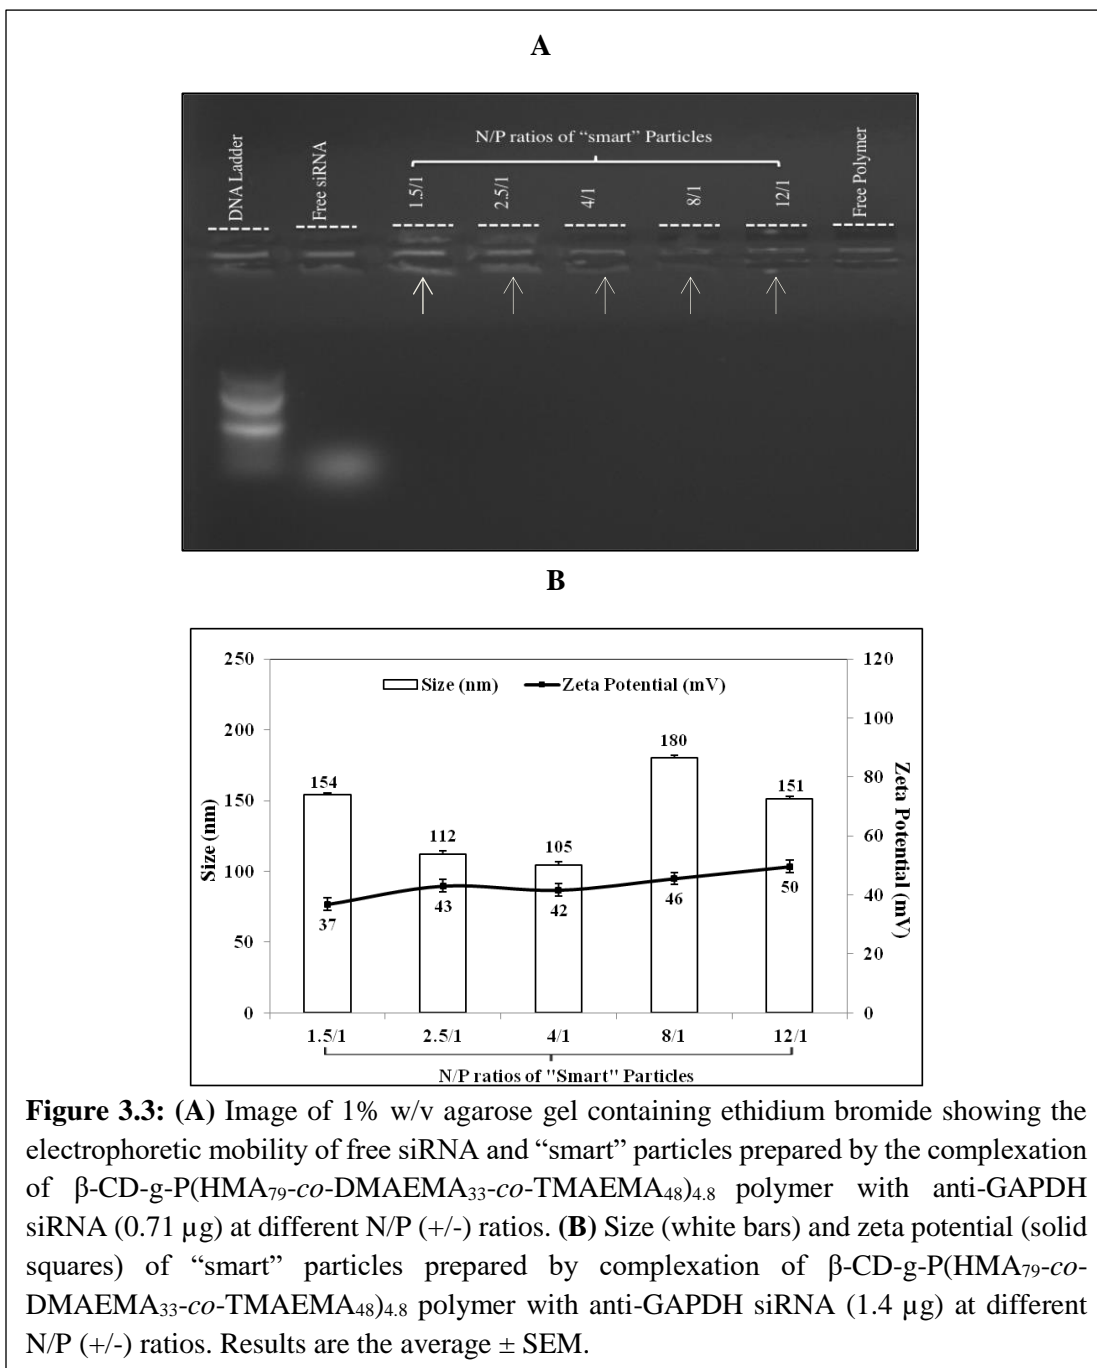 A
N/P ratios of “smart” Particles
DNA Ladder
Free siRNA
1.5/1
2.5/1
4/1
8/1
12/1
Free Polymer
B
250
200
150
100
50
0
Size (nm)
Size (nm)
Zeta Potential (mV)
120
100
80
60
40
20
0
Zeta Potential (mV)
154
112
105
180
151
37
43
42
46
50
1.5/1
2.5/1
4/1
8/1
12/1
N/P ratios of "Smart" Particles
Figure 3.3: (A) Image of 1% w/v agarose gel containing ethidium bromide showing the
electrophoretic mobility of free siRNA and “smart” particles prepared by the complexation
of β-CD-g-P(HMA79-co-DMAEMA33-co-TMAEMA48)4.8 polymer with anti-GAPDH
siRNA (0.71 µg) at different N/P (+/-) ratios. (B) Size (white bars) and zeta potential (solid
squares) of “smart” particles prepared by complexation of β-CD-g-P(HMA79-co-
DMAEMA33-co-TMAEMA48)4.8 polymer with anti-GAPDH siRNA (1.4 µg) at different
N/P (+/-) ratios. Results are the average ± SEM.